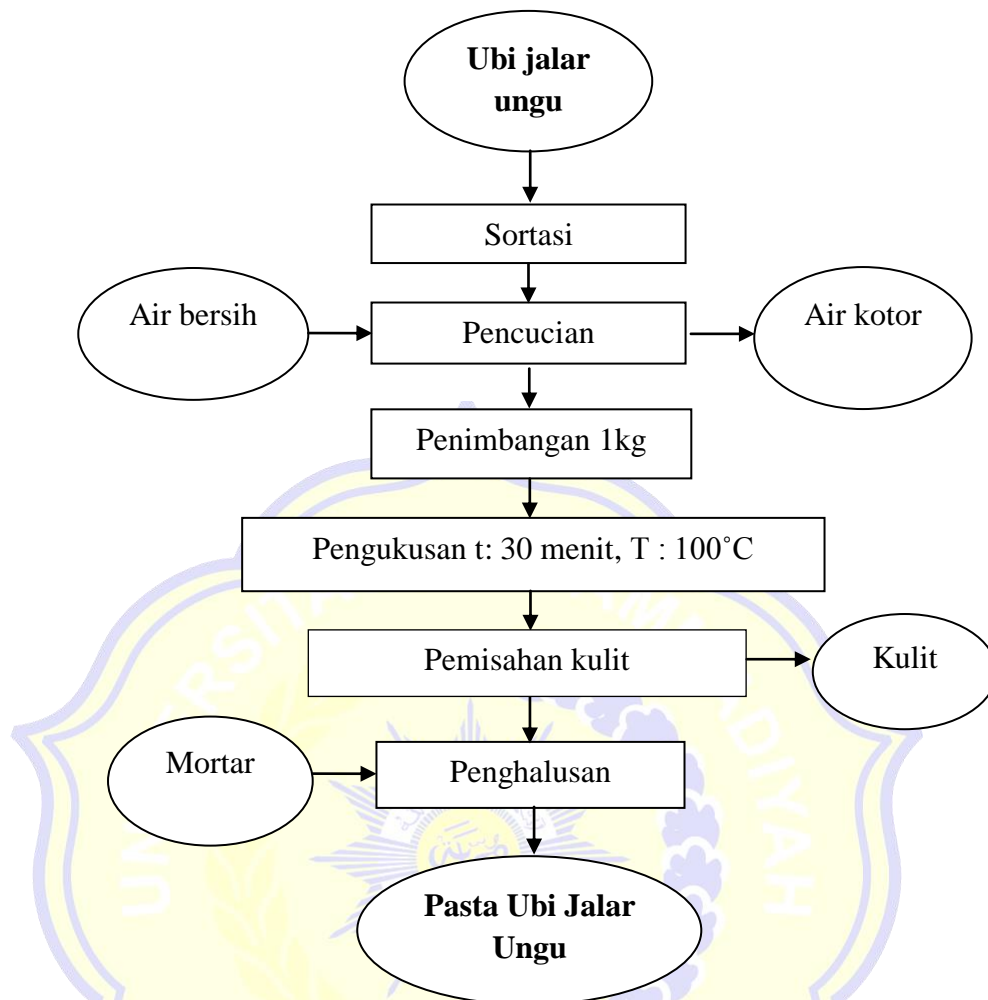 Ubi jalar
ungu
Sortasi
Air bersih
Pencucian
Air kotor
Penimbangan 1kg
Pengukusan t: 30 menit, T : 100˚C
Pemisahan kulit
Kulit
Mortar
Penghalusan
Pasta Ubi Jalar
Ungu